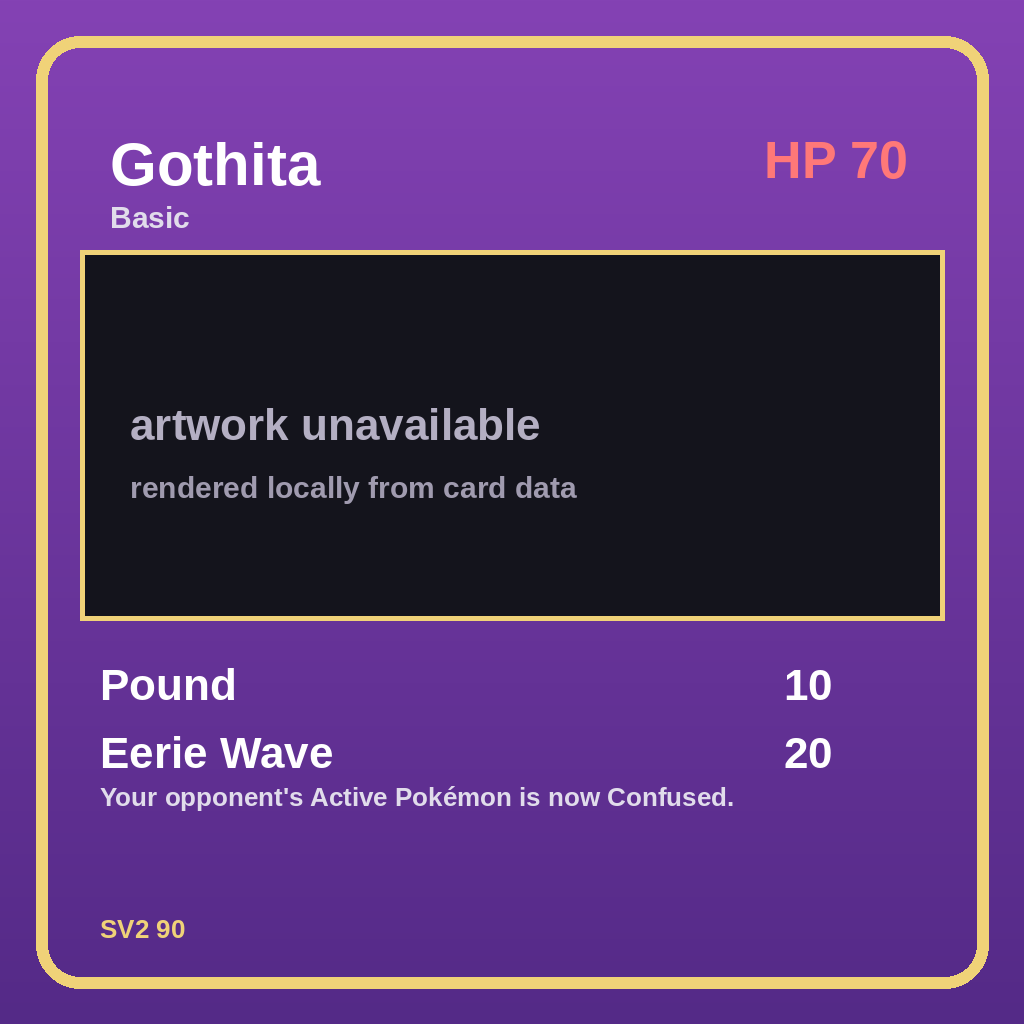 Gothita
HP 70
Basic
artwork unavailable
rendered locally from card data
Pound 10
Eerie Wave 20
Your opponent's Active Pokémon is now Confused.
SV2 90